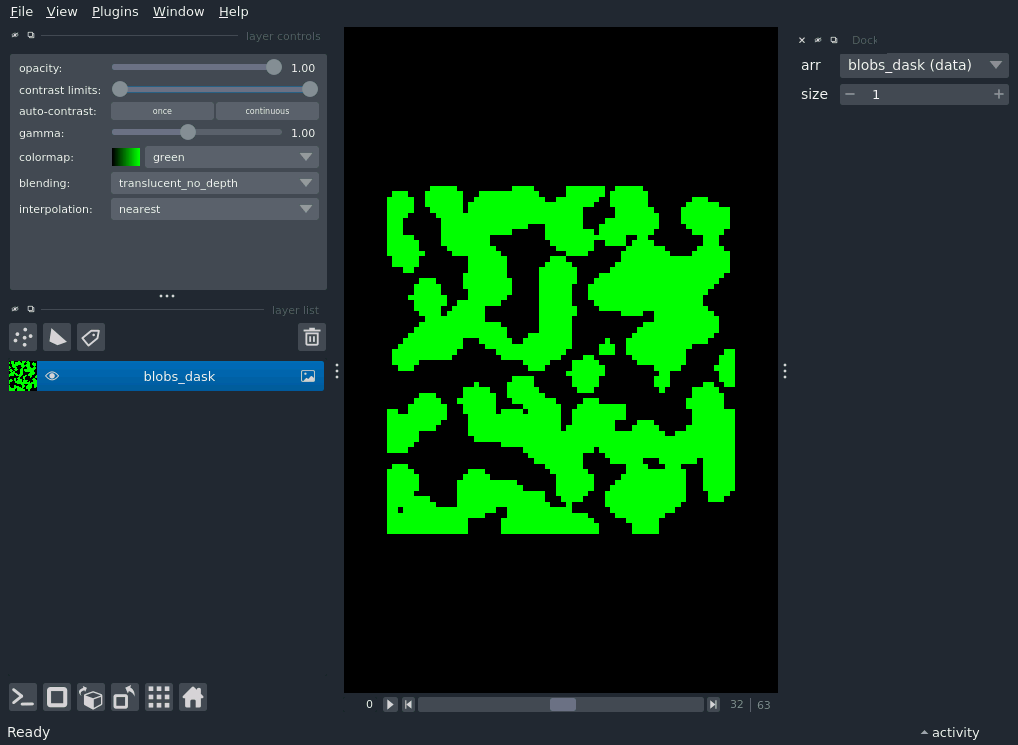 File View Plugins Window Help
layer controls
opacity: 1.00
contrast limits:
auto-contrast: once continuous
gamma: 1.00
colormap: green
blending: translucent_no_depth
interpolation: nearest
layer list
blobs_dask
0 32 63
Dock
arr blobs_dask (data)
size 1
Ready
activity